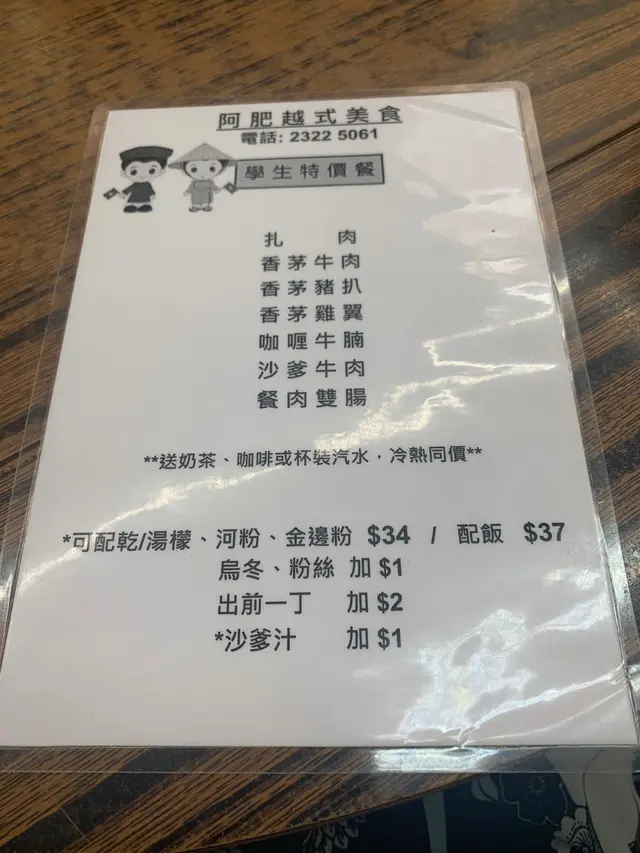 阿肥越式美食
電話: 2322 5061
學生特價餐
扎 肉
香茅牛肉
香茅豬扒
香茅雞翼
咖喱牛腩
沙爹牛肉
餐肉雙腸
**送奶茶、咖啡或杯裝汽水，冷熱同價**
*可配乾/湯檬、河粉、金邊粉 $34 / 配飯 $37
烏冬、粉絲 加 $1
出前一丁 加 $2
*沙爹汁 加 $1